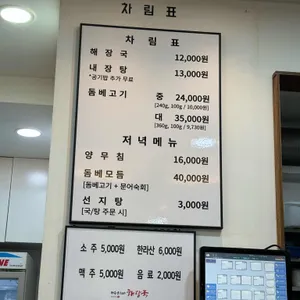 차림표
차림표
해장국 12,000원
내장탕 13,000원
*공기밥 추가 무료
돔베고기 중 24,000원
[240g, 100g / 10,000원]
대 35,000원
[360g, 100g / 9,730원]
저녁메뉴
양무침 16,000원
돔베모듬 40,000원
[돔베고기 + 문어숙회]
선지탕 3,000원
[국/탕 주문 시]
소주 5,000원 한라산 6,000원
맥주 5,000원 음료 2,000원
해장국